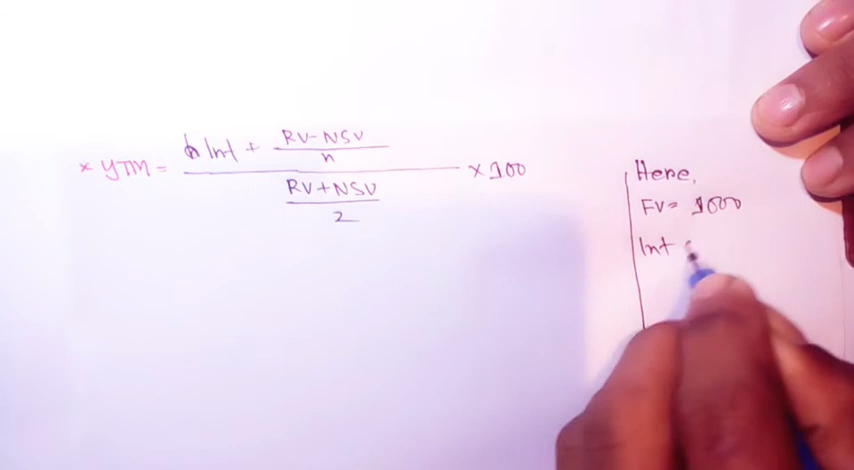 * YTM = Int + RV-NSV / n
RV+NSV / 2
× 100
Here,
FV = 1000
Int